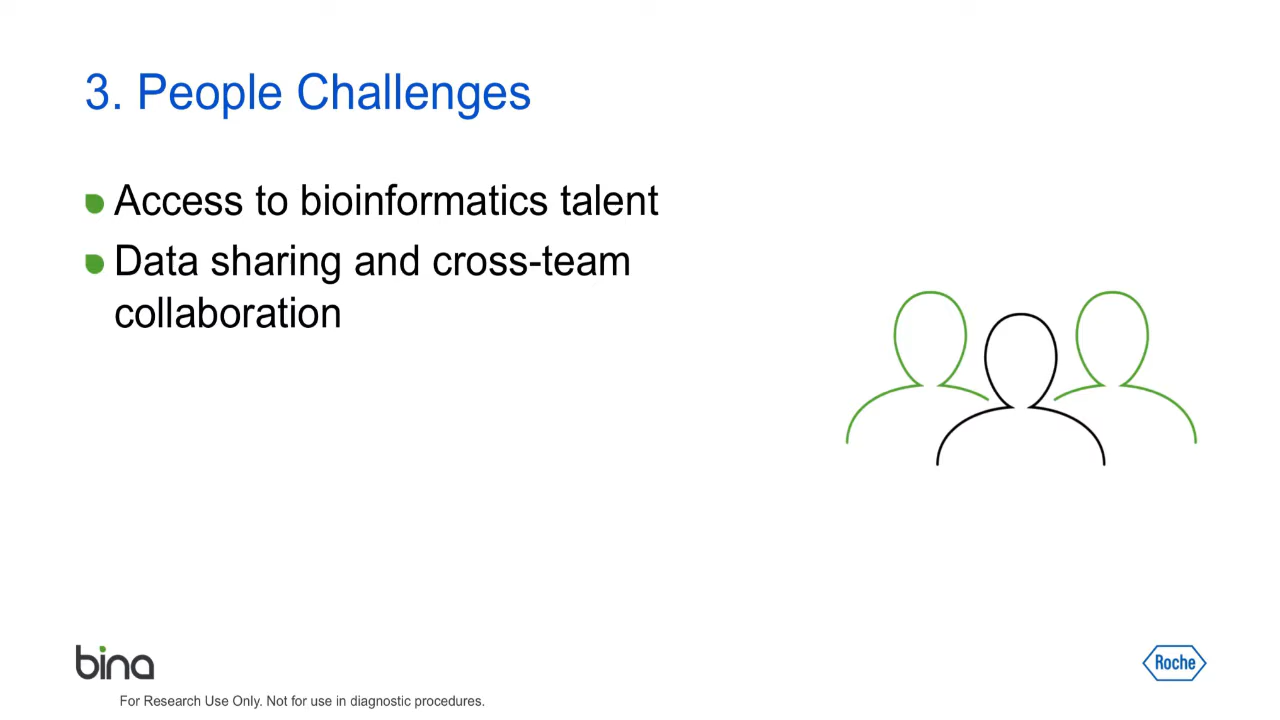 3. People Challenges
Access to bioinformatics talent
Data sharing and cross-team
collaboration
bina
Roche
For Research Use Only. Not for use in diagnostic procedures.